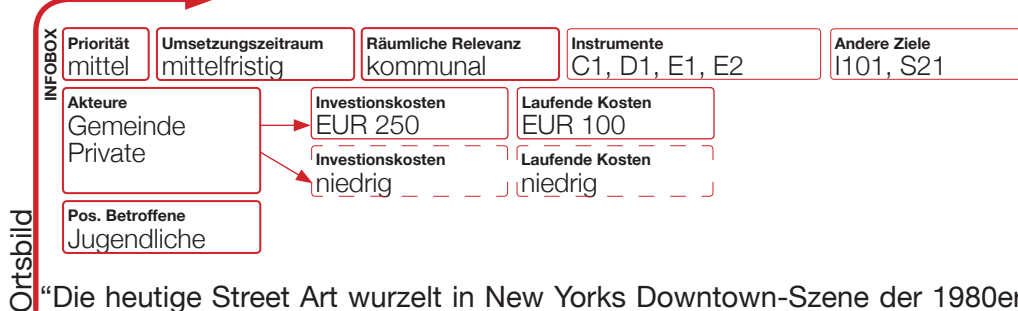 INFOBOX
Priorität
mittel
Umsetzungszeitraum
mittelfristig
Räumliche Relevanz
kommunal
Instrumente
C1, D1, E1, E2
Andere Ziele
I101, S21
Akteure
Gemeinde
Private
Investionskosten
EUR 250
Laufende Kosten
EUR 100
Investionskosten
niedrig
Laufende Kosten
niedrig
Pos. Betroffene
Jugendliche
Ortsbild
“Die heutige Street Art wurzelt in New Yorks Downtown-Szene der 1980er